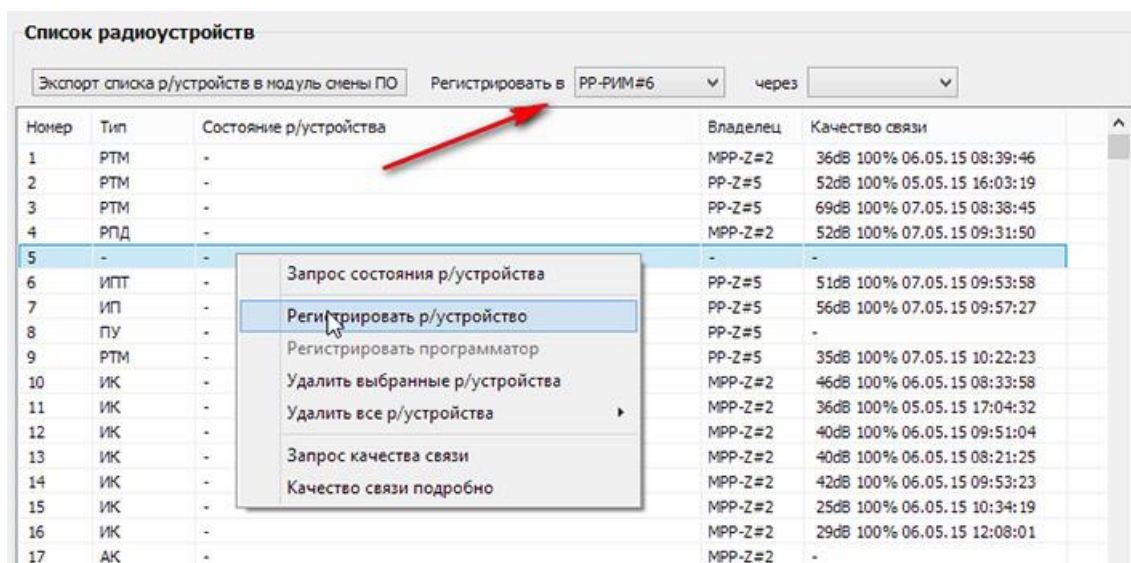 Список радиоустройств
Экспорт списка р/устройств в модуль смены ПО Регистрировать в РР-РИМ#6 через
Номер Тип Состояние р/устройства Владелец Качество связи
1 РТМ - МРР-Z#2 36dB 100% 06.05.15 08:39:46
2 РТМ - РР-Z#5 52dB 100% 05.05.15 16:03:19
3 РТМ - РР-Z#5 69dB 100% 07.05.15 08:38:45
4 РПД - МРР-Z#2 52dB 100% 07.05.15 09:31:50
5 - - - -
Запрос состояния р/устройства
6 ИПТ - РР-Z#5 51dB 100% 07.05.15 09:53:58
7 ИП - РР-Z#5 56dB 100% 07.05.15 09:57:27
Регистрировать р/устройство
8 ПУ - РР-Z#5 -
Регистрировать программатор
9 РТМ - РР-Z#5 35dB 100% 07.05.15 10:22:23
10 ИК - МРР-Z#2 46dB 100% 06.05.15 08:33:58
Удалить выбранные р/устройства
11 ИК - МРР-Z#2 36dB 100% 05.05.15 17:04:32
Удалить все р/устройства
12 ИК - МРР-Z#2 40dB 100% 06.05.15 09:51:04
13 ИК - МРР-Z#2 40dB 100% 06.05.15 08:21:25
Запрос качества связи
14 ИК - МРР-Z#2 42dB 100% 06.05.15 09:53:23
Качество связи подробно
15 ИК - МРР-Z#2 25dB 100% 06.05.15 10:34:19
16 ИК - МРР-Z#2 29dB 100% 06.05.15 12:08:01
17 АК - МРР-Z#2 -